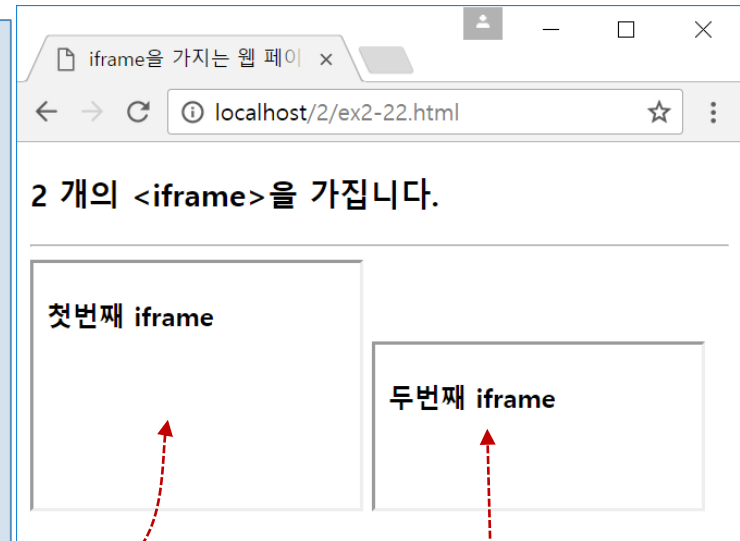 iframe을 가지는 웹 페이
localhost/2/ex2-22.html
2 개의 <iframe>을 가집니다.
첫번째 iframe
두번째 iframe